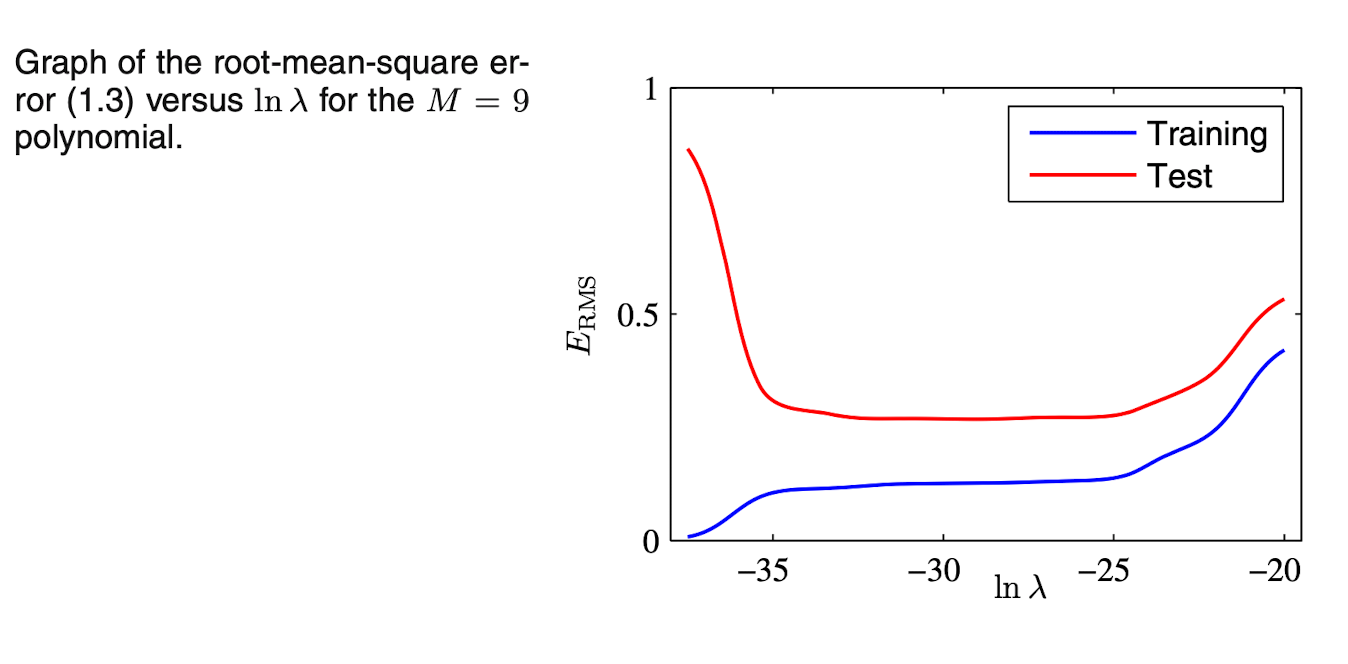 Graph of the root-mean-square er-
ror (1.3) versus ln λ for the M = 9
polynomial.
1
Training
Test
E_RMS
0.5
0
−35 −30 −25 −20
ln λ